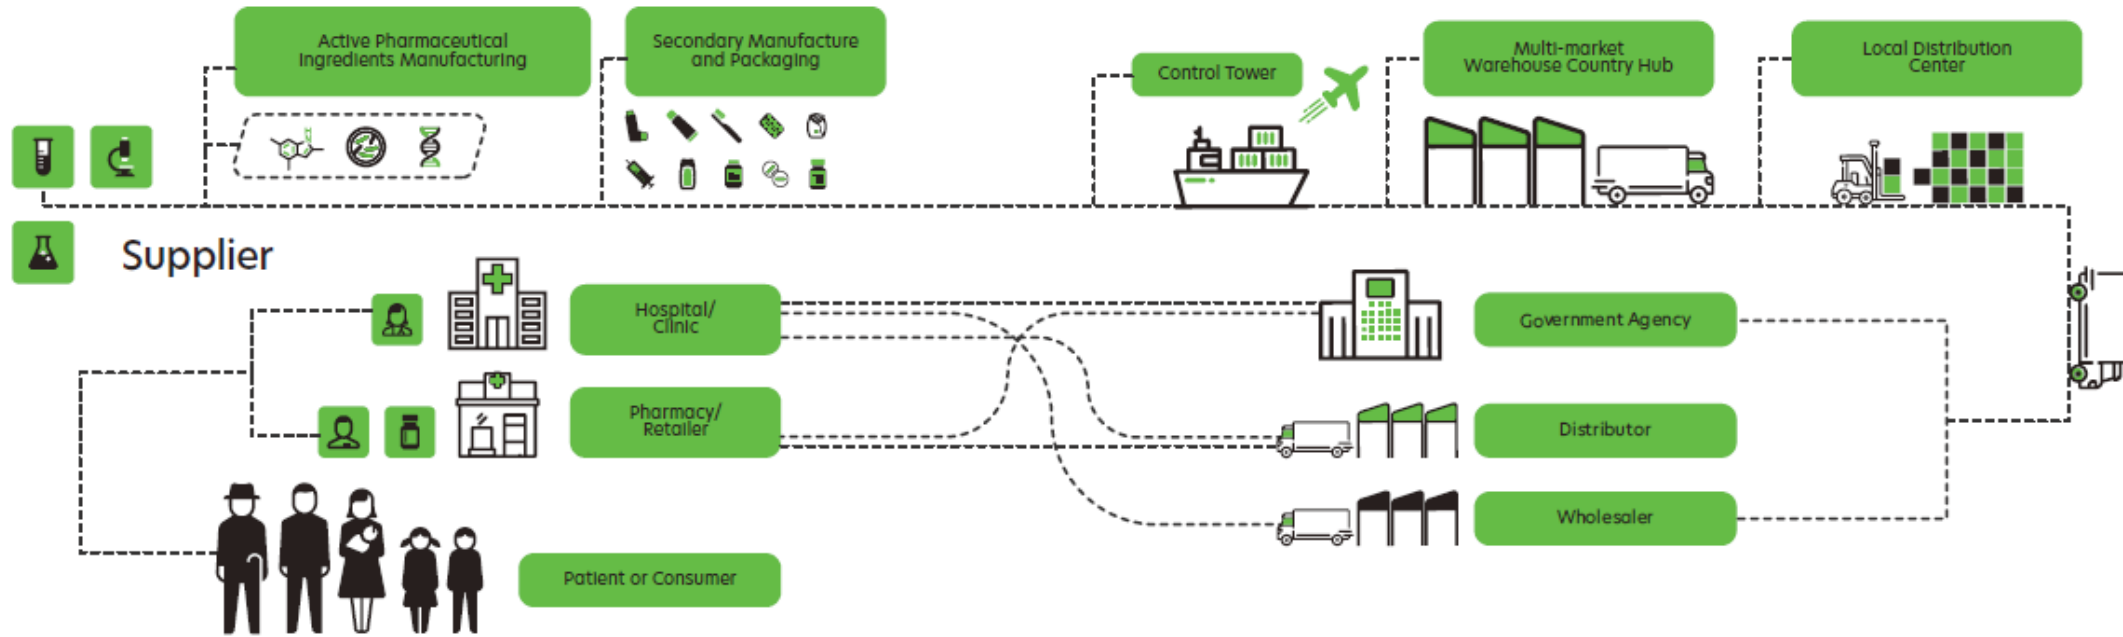 Active Pharmaceutical
Ingredients Manufacturing
Secondary Manufacture
and Packaging
Control Tower
Multi-market
Warehouse Country Hub
Local Distribution
Center
Supplier
Hospital/
Clinic
Government Agency
Pharmacy/
Retailer
Distributor
Wholesaler
Patient or Consumer